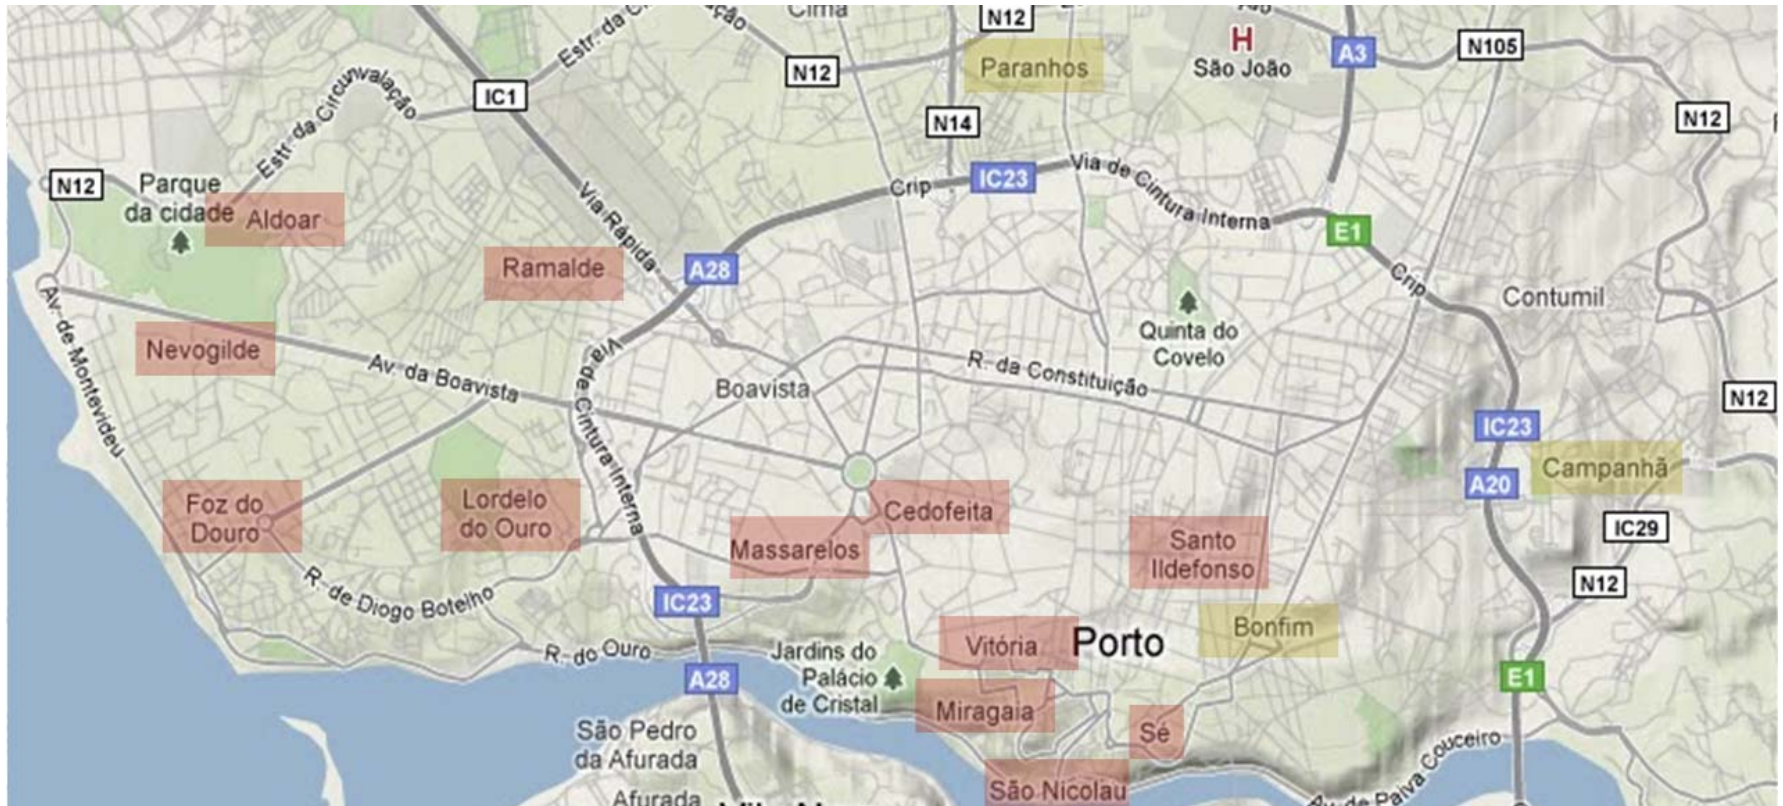 Cima
N12
Estr. da
N12
Paranhos
H
São João
A3
N105
N12
IC1
N14
Estr. da Circunvalação
N12
Parque
da cidade
Aldoar
Via Rápida
Crip
IC23
Via de Cintura Interna
E1
Crip
Contumil
Ramalde
A28
Quinta do
Covelo
Nevogilde
Av. de Montevideu
Av. da Boavista
Via de Cintura Interna
Boavista
R. da Constituição
N12
IC23
Campanhã
A20
IC29
N12
Foz do
Douro
Lordelo
do Ouro
Cedofeita
Massarelos
Santo
Ildefonso
R. de Diogo Botelho
IC23
Bonfim
Vitória
Porto
R. do Ouro
Jardins do
Palácio
de Cristal
A28
E1
Miragaia
Sé
São Pedro
da Afurada
Av. de Paiva Couceiro
São Nicolau
Afurada